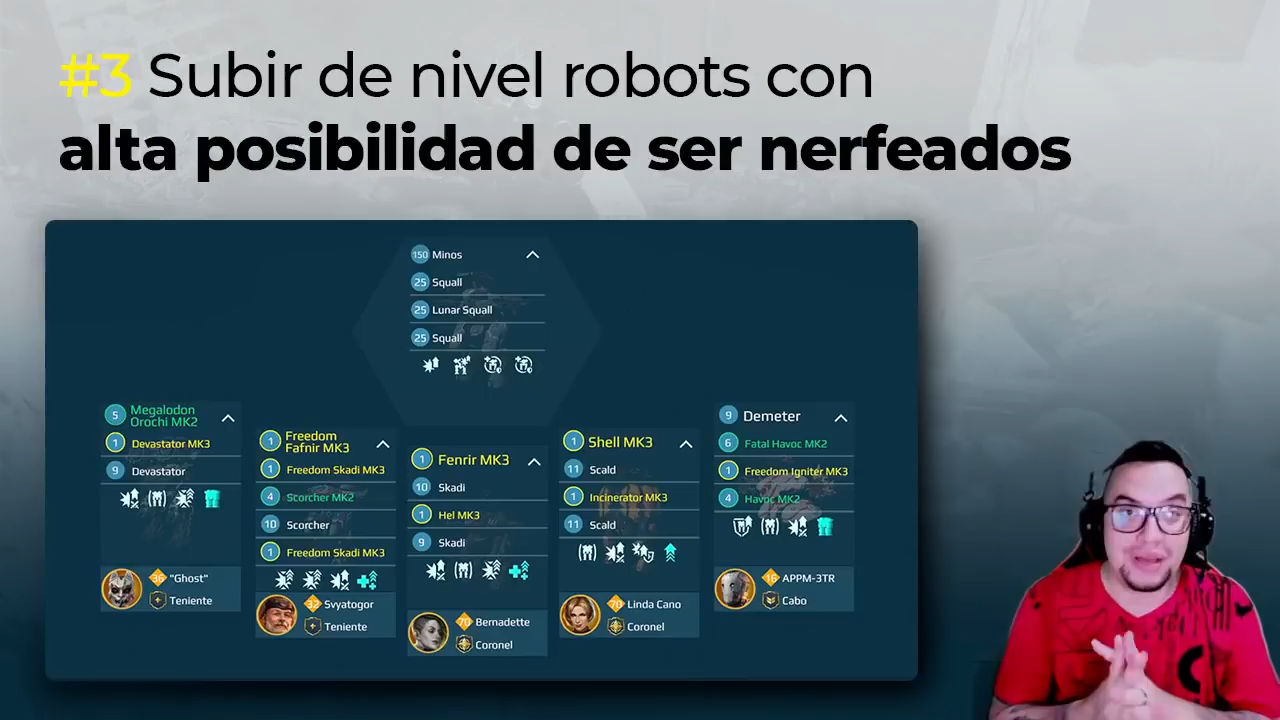 #3 Subir de nivel robots con
alta posibilidad de ser nerfeados
150 Minos
25 Squall
25 Lunar Squall
25 Squall
5 Megalodon
Orochi MK2
1 Devastator MK3
9 Devastator
36 "Ghost"
Teniente
1 Freedom
Fafnir MK3
1 Freedom Skadi MK3
4 Scorcher MK2
10 Scorcher
1 Freedom Skadi MK3
32 Svyatogor
Teniente
1 Fenrir MK3
10 Skadi
1 Hel MK3
9 Skadi
70 Bernadette
Coronel
1 Shell MK3
11 Scald
1 Incinerator MK3
11 Scald
70 Linda Cano
Coronel
9 Demeter
6 Fatal Havoc MK2
1 Freedom Igniter MK3
4 Havoc MK2
16 APPM-3TR
Cabo